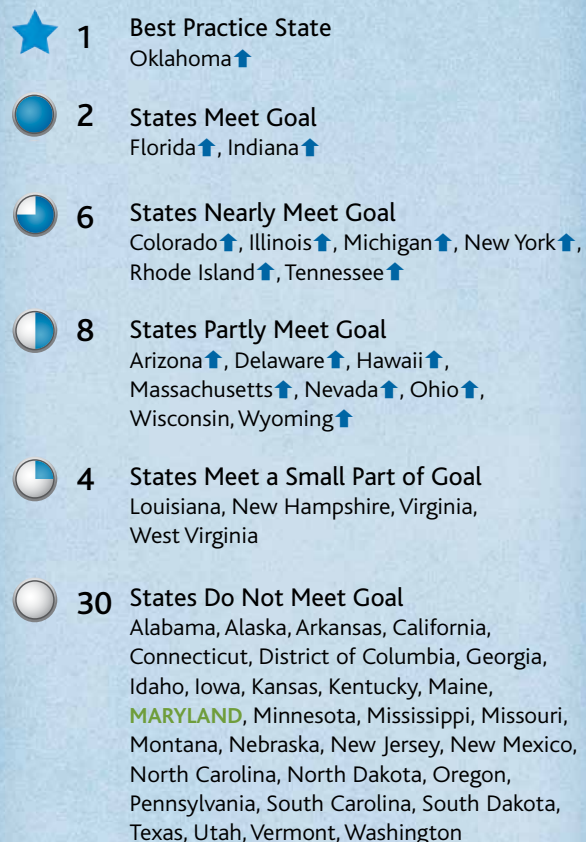 1 Best Practice State
Oklahoma⬆
2 States Meet Goal
Florida⬆, Indiana⬆
6 States Nearly Meet Goal
Colorado⬆, Illinois⬆, Michigan⬆, New York⬆,
Rhode Island⬆, Tennessee⬆
8 States Partly Meet Goal
Arizona⬆, Delaware⬆, Hawaii⬆,
Massachusetts⬆, Nevada⬆, Ohio⬆,
Wisconsin, Wyoming⬆
4 States Meet a Small Part of Goal
Louisiana, New Hampshire, Virginia,
West Virginia
30 States Do Not Meet Goal
Alabama, Alaska, Arkansas, California,
Connecticut, District of Columbia, Georgia,
Idaho, Iowa, Kansas, Kentucky, Maine,
MARYLAND, Minnesota, Mississippi, Missouri,
Montana, Nebraska, New Jersey, New Mexico,
North Carolina, North Dakota, Oregon,
Pennsylvania, South Carolina, South Dakota,
Texas, Utah, Vermont, Washington